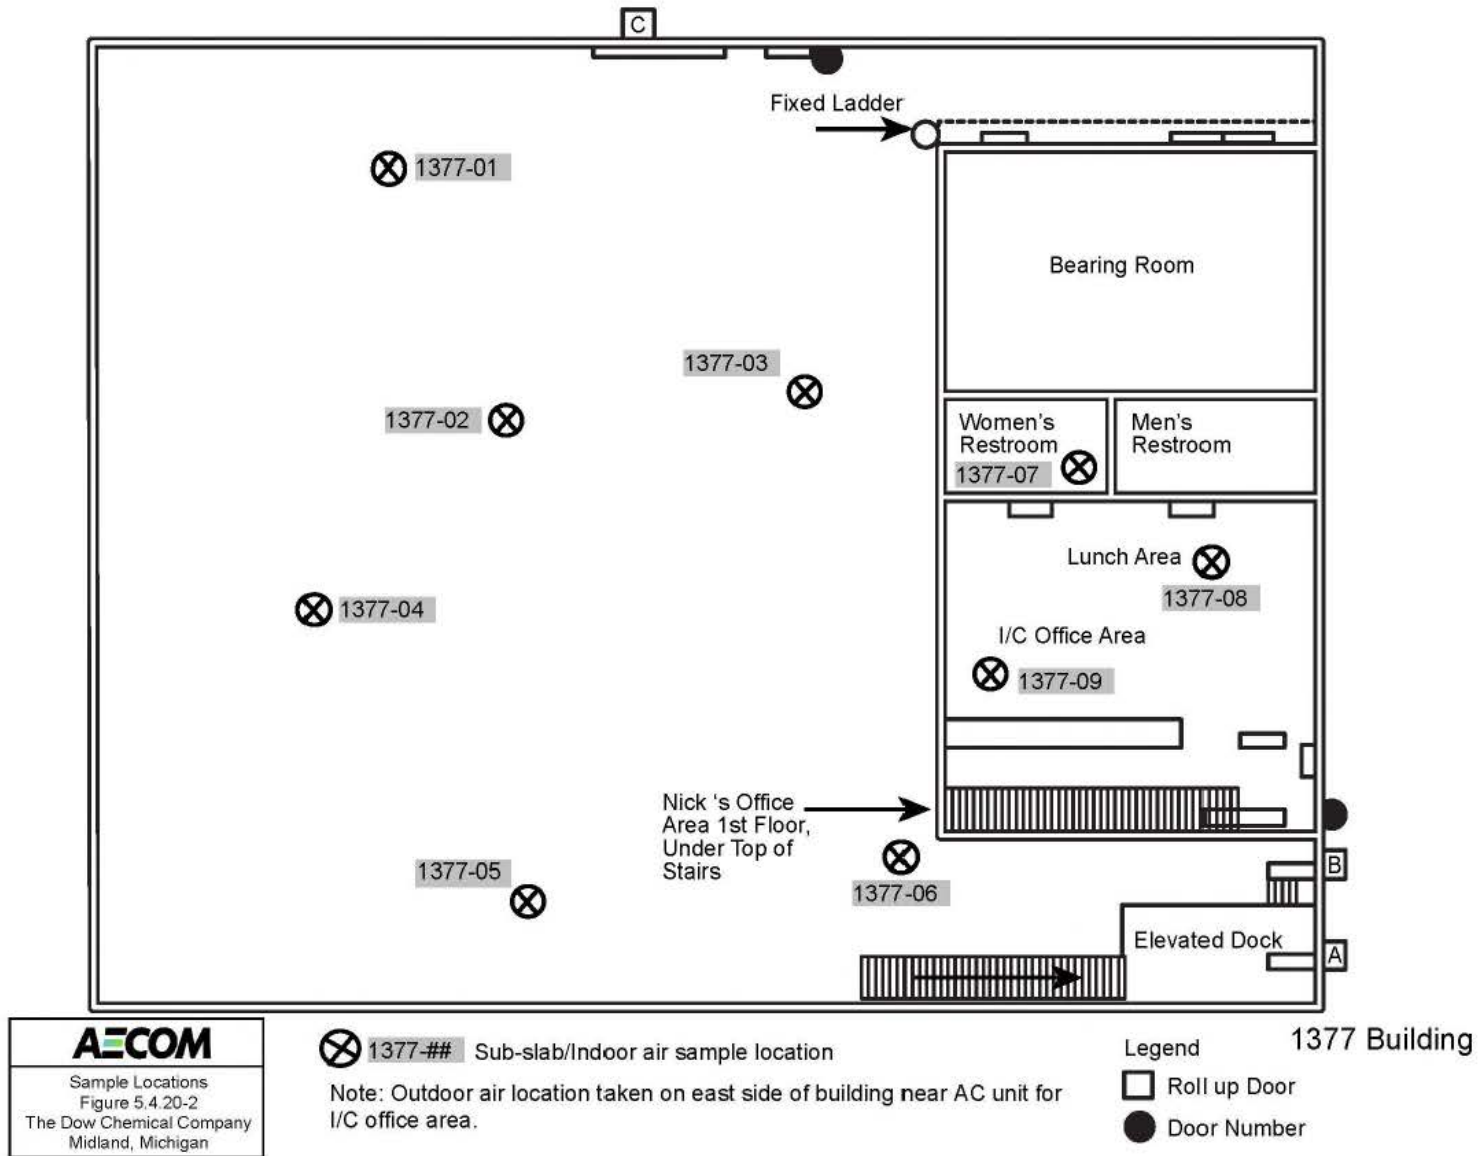 C
Fixed Ladder
1377-01
Bearing Room
1377-03
1377-02
Women's
Restroom
1377-07
Men's
Restroom
Lunch Area
1377-08
1377-04
I/C Office Area
1377-09
Nick 's Office
Area 1st Floor,
Under Top of
Stairs
1377-05
1377-06
B
Elevated Dock
A
AECOM
Sample Locations
Figure 5.4.20-2
The Dow Chemical Company
Midland, Michigan
1377-## Sub-slab/Indoor air sample location
Note: Outdoor air location taken on east side of building near AC unit for
I/C office area.
1377 Building
Legend
Roll up Door
Door Number